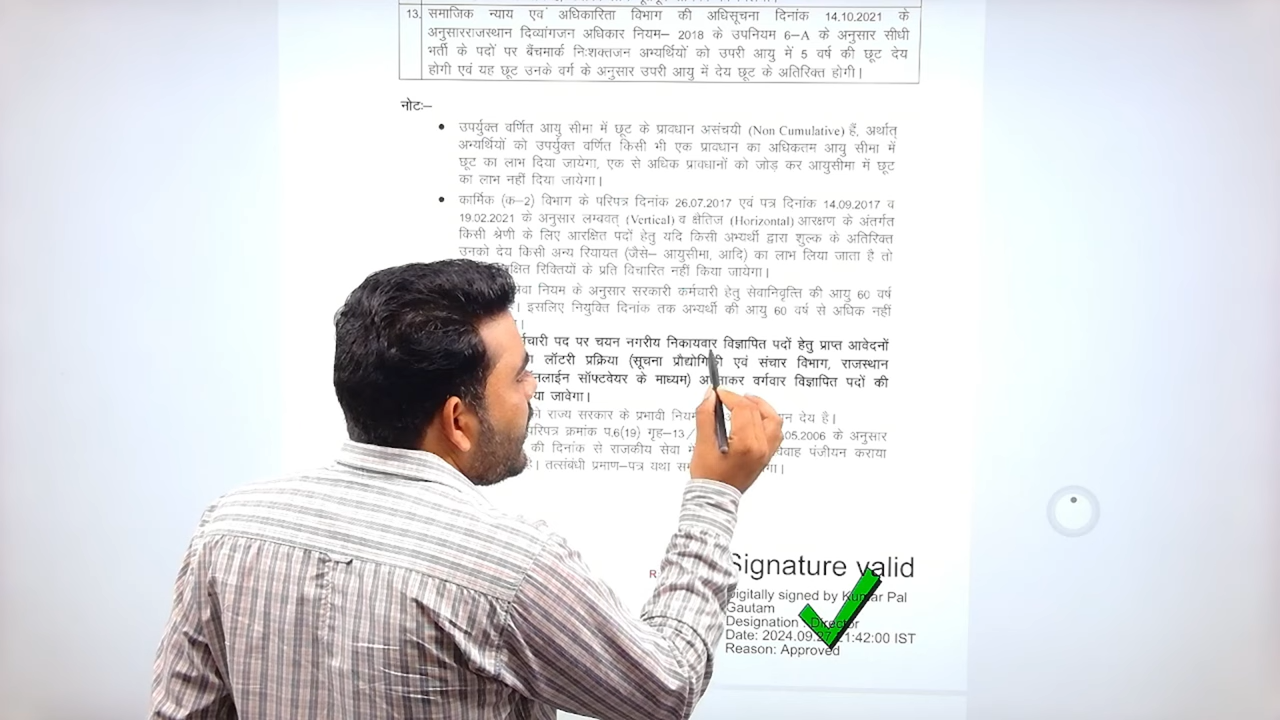 13. समाजिक न्याय एवं अधिकारिता विभाग की अधिसूचना दिनांक 14.10.2021 के
अनुसारराजस्थान दिव्यांगजन अधिकार नियम– 2018 के उपनियम 6–A के अनुसार सीधी
भर्ती के पदों पर बैंचमार्क निःशक्तजन अभ्यर्थियों को उपरी आयु में 5 वर्ष की छूट देय
होगी एवं यह छूट उनके वर्ग के अनुसार उपरी आयु में देय छूट के अतिरिक्त होगी।
नोटः–
• उपर्युक्त वर्णित आयु सीमा में छूट के प्रावधान असंचयी (Non Cumulative) हैं, अर्थात्
अभ्यर्थियों को उपर्युक्त वर्णित किसी भी एक प्रावधान का अधिकतम आयु सीमा में
छूट का लाभ दिया जायेगा, एक से अधिक प्रावधानों को जोड़ कर आयुसीमा में छूट
का लाभ नहीं दिया जायेगा।
• कार्मिक (क–2) विभाग के परिपत्र दिनांक 26.07.2017 एवं पत्र दिनांक 14.09.2017 व
19.02.2021 के अनुसार लम्बवत् (Vertical) व क्षैतिज (Horizontal) आरक्षण के अंतर्गत
किसी श्रेणी के लिए आरक्षित पदों हेतु यदि किसी अभ्यर्थी द्वारा शुल्क के अतिरिक्त
उनको देय किसी अन्य रियायत (जैसे– आयुसीमा, आदि) का लाभ लिया जाता है तो
रिक्तियों के प्रति विचारित नहीं किया जायेगा।
नियम के अनुसार सरकारी कर्मचारी हेतु सेवानिवृत्ति की आयु 60 वर्ष
। इसलिए नियुक्ति दिनांक तक अभ्यर्थी की आयु 60 वर्ष से अधिक नहीं
।
पद पर चयन नगरीय निकायवार विज्ञापित पदों हेतु प्राप्त आवेदनों
लॉटरी प्रक्रिया (सूचना प्रौद्योगिकी एवं संचार विभाग, राजस्थान
सॉफ्टवेयर के माध्यम) वर्गवार विज्ञापित पदों की
जावेगा।
राज्य सरकार के प्रभावी देय है।
परिपत्र क्रमांक प.6(19) गृह–13/ .05.2006 के अनुसार
की दिनांक से राजकीय सेवा पंजीयन कराया
। तत्संबंधी प्रमाण–पत्र यथा ।
Signature valid
Digitally signed by Kumar Pal
Gautam
Designation : Director
Date: 2024.09.27 21:42:00 IST
Reason: Approved